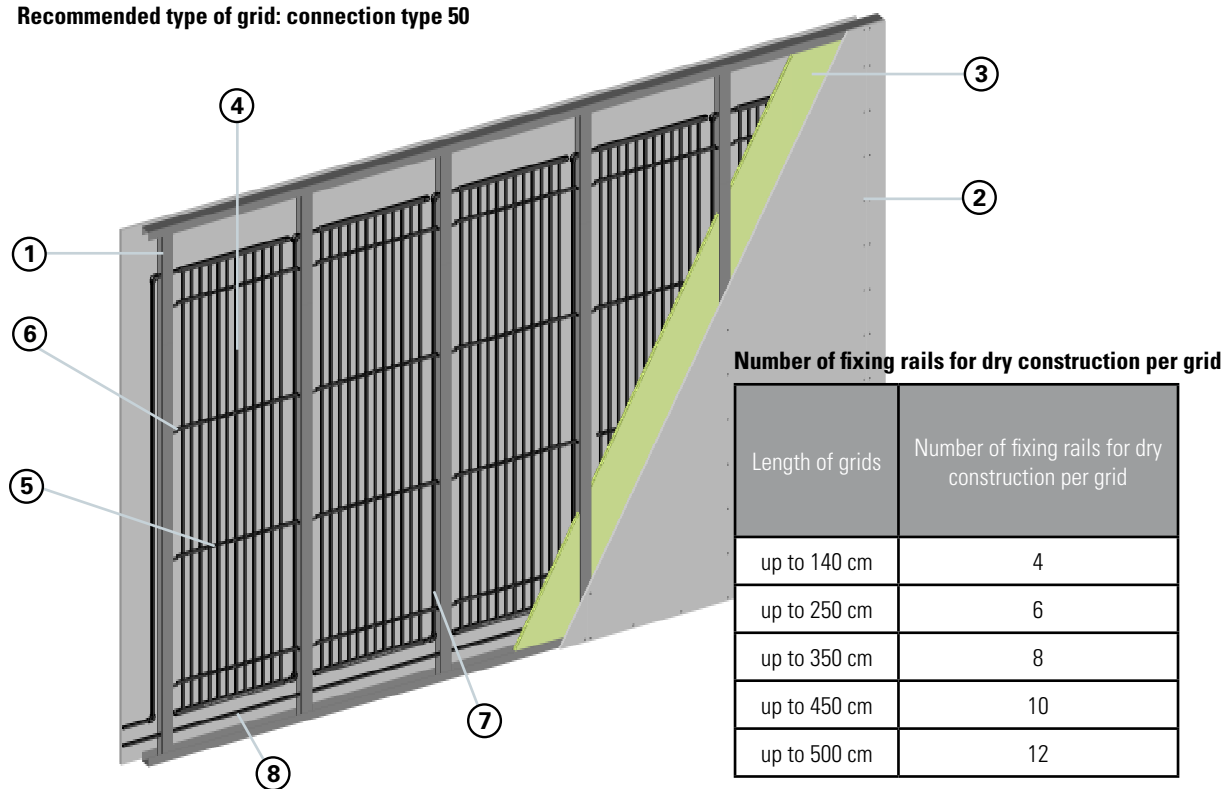 Recommended type of grid: connection type 50
4
3
2
1
6
5
7
8
Number of fixing rails for dry construction per grid
Length of grids
Number of fixing rails for dry
construction per grid
up to 140 cm 4
up to 250 cm 6
up to 350 cm 8
up to 450 cm 10
up to 500 cm 12